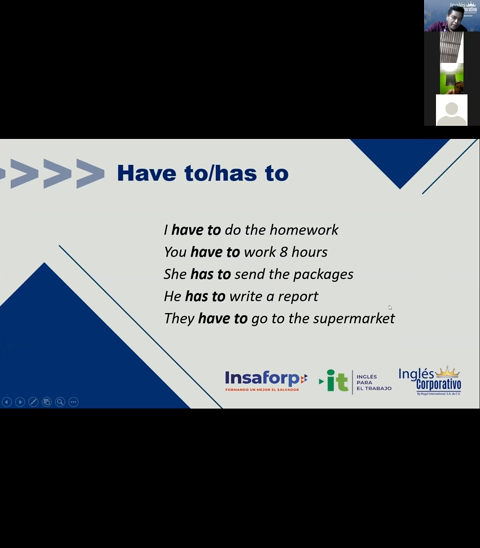 Have to/has to
I have to do the homework
You have to work 8 hours
She has to send the packages
He has to write a report
They have to go to the supermarket
Insaforp
FORMANDO UN MEJOR EL SALVADOR
it
INGLÉS
PARA
EL TRABAJO
Inglés
Corporativo